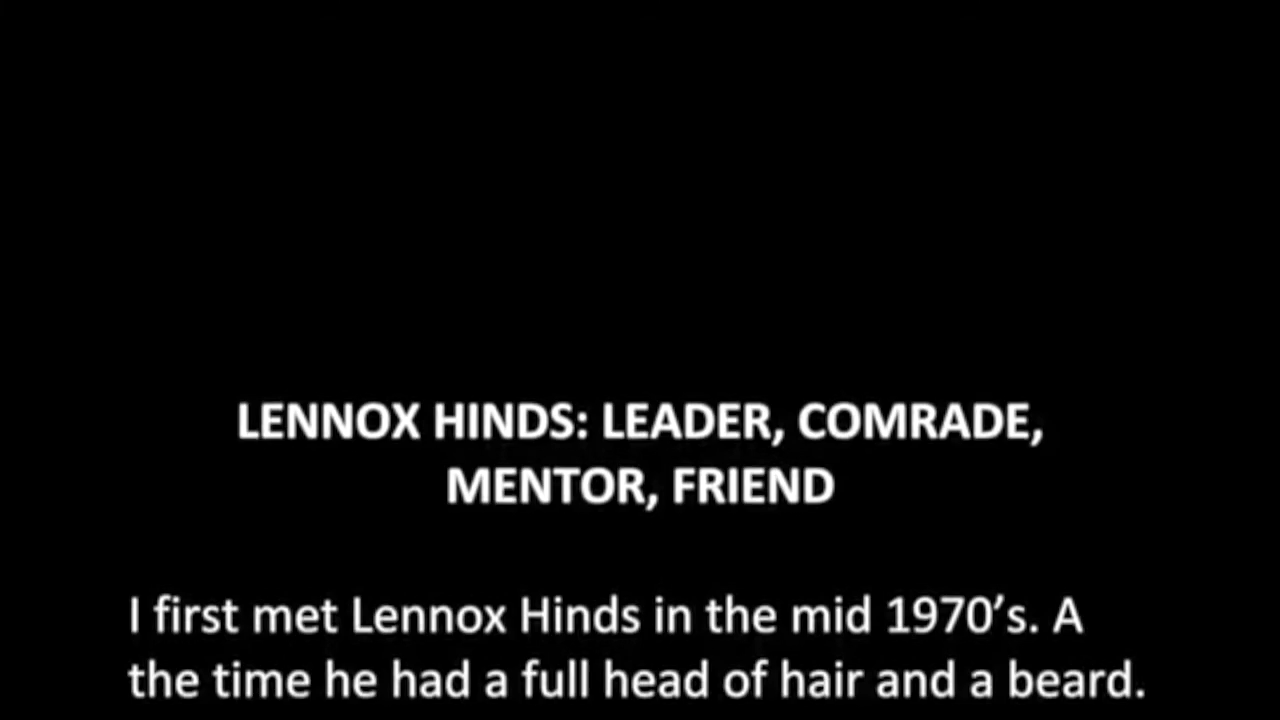 LENNOX HINDS: LEADER, COMRADE,
MENTOR, FRIEND
I first met Lennox Hinds in the mid 1970’s. A
the time he had a full head of hair and a beard.